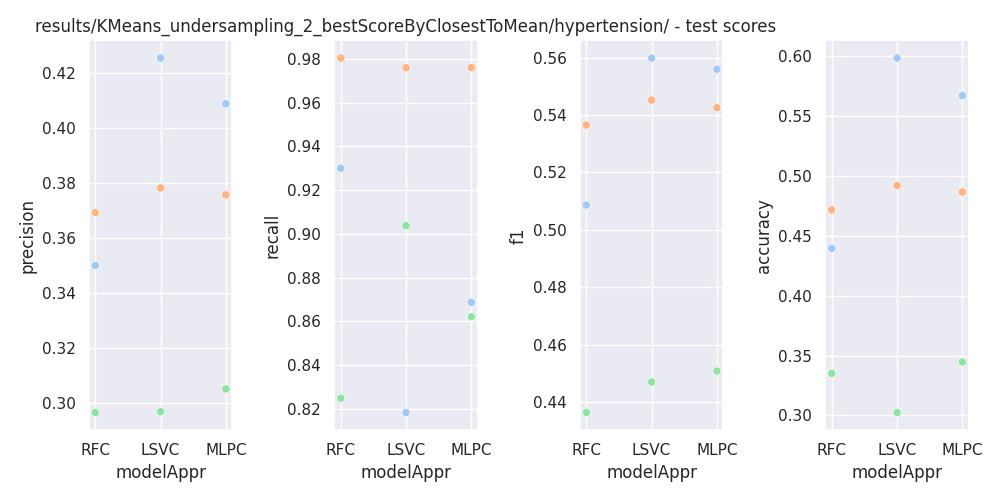 results/KMeans_undersampling_2_bestScoreByClosestToMean/hypertension/ - test scores
precision
0.42
0.40
0.38
0.36
0.34
0.32
0.30
RFC LSVC MLPC
modelAppr
recall
0.98
0.96
0.94
0.92
0.90
0.88
0.86
0.84
0.82
RFC LSVC MLPC
modelAppr
f1
0.56
0.54
0.52
0.50
0.48
0.46
0.44
RFC LSVC MLPC
modelAppr
accuracy
0.60
0.55
0.50
0.45
0.40
0.35
0.30
RFC LSVC MLPC
modelAppr